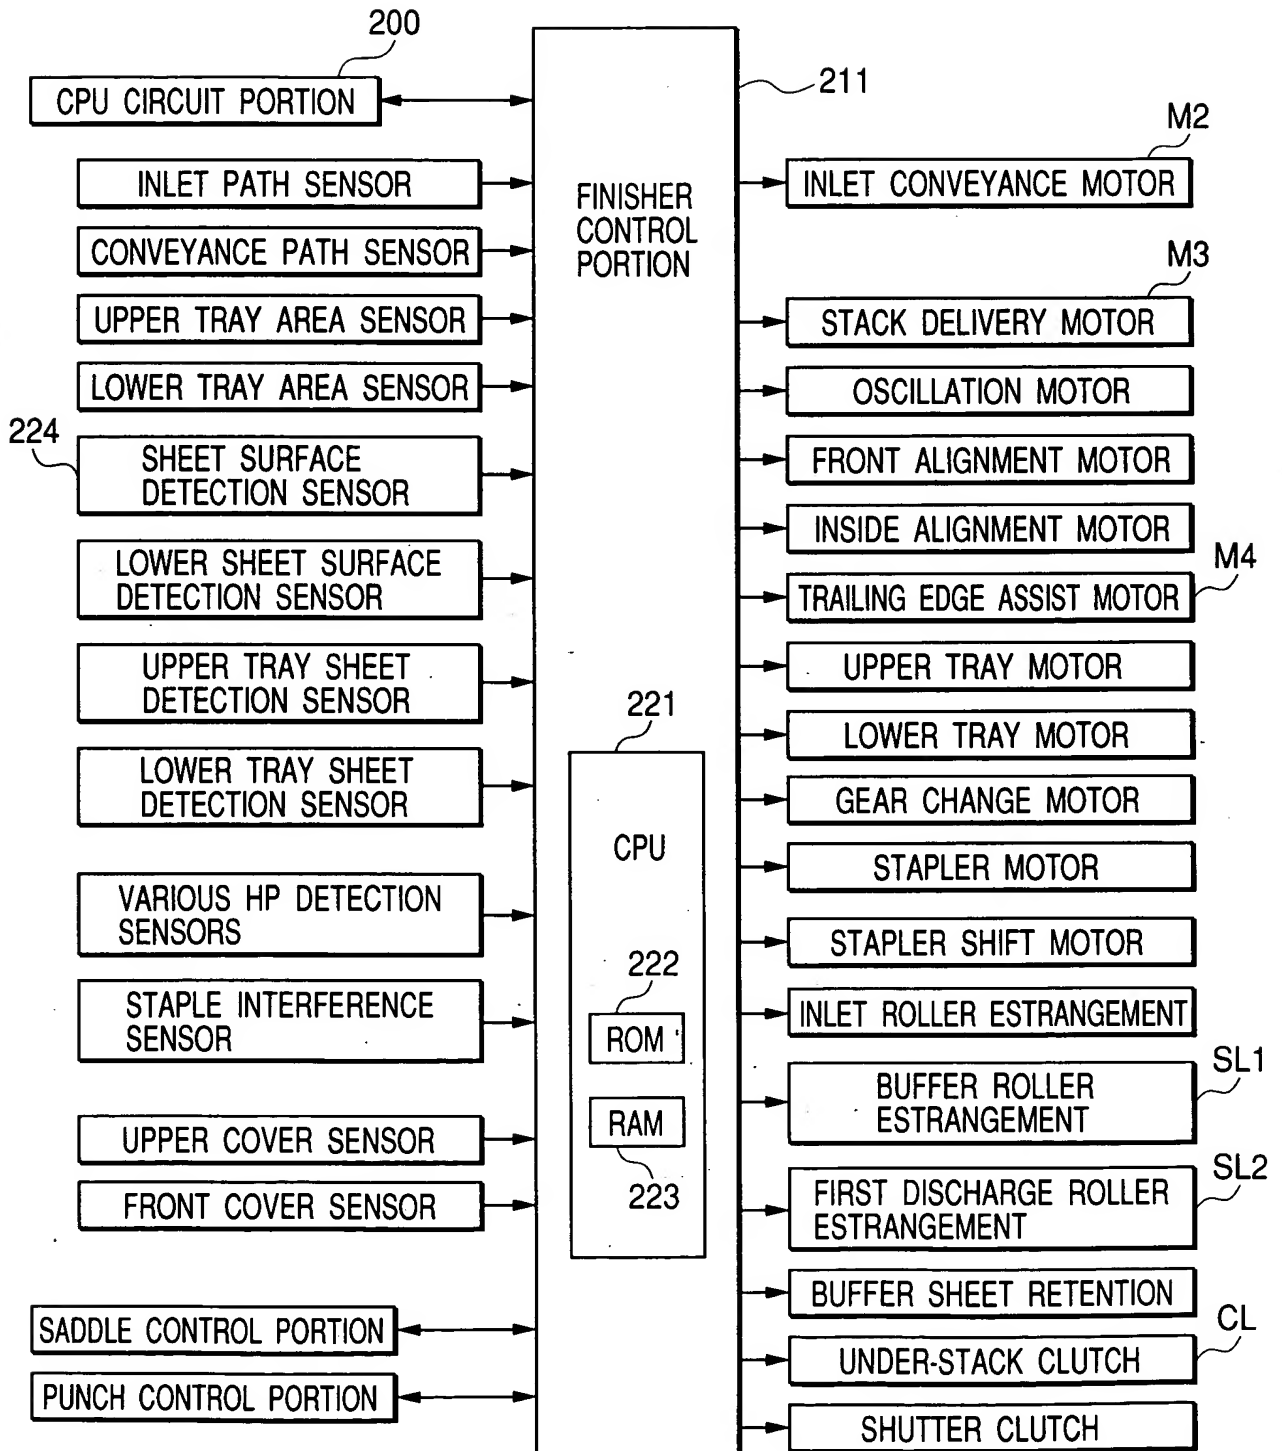 200
CPU CIRCUIT PORTION
INLET PATH SENSOR
CONVEYANCE PATH SENSOR
UPPER TRAY AREA SENSOR
LOWER TRAY AREA SENSOR
224
SHEET SURFACE
DETECTION SENSOR
LOWER SHEET SURFACE
DETECTION SENSOR
UPPER TRAY SHEET
DETECTION SENSOR
LOWER TRAY SHEET
DETECTION SENSOR
VARIOUS HP DETECTION
SENSORS
STAPLE INTERFERENCE
SENSOR
UPPER COVER SENSOR
FRONT COVER SENSOR
SADDLE CONTROL PORTION
PUNCH CONTROL PORTION
211
FINISHER
CONTROL
PORTION
221
CPU
222
ROM
RAM
223
M2
INLET CONVEYANCE MOTOR
M3
STACK DELIVERY MOTOR
OSCILLATION MOTOR
FRONT ALIGNMENT MOTOR
INSIDE ALIGNMENT MOTOR
M4
TRAILING EDGE ASSIST MOTOR
UPPER TRAY MOTOR
LOWER TRAY MOTOR
GEAR CHANGE MOTOR
STAPLER MOTOR
STAPLER SHIFT MOTOR
INLET ROLLER ESTRANGEMENT
SL1
BUFFER ROLLER
ESTRANGEMENT
SL2
FIRST DISCHARGE ROLLER
ESTRANGEMENT
BUFFER SHEET RETENTION
CL
UNDER-STACK CLUTCH
SHUTTER CLUTCH